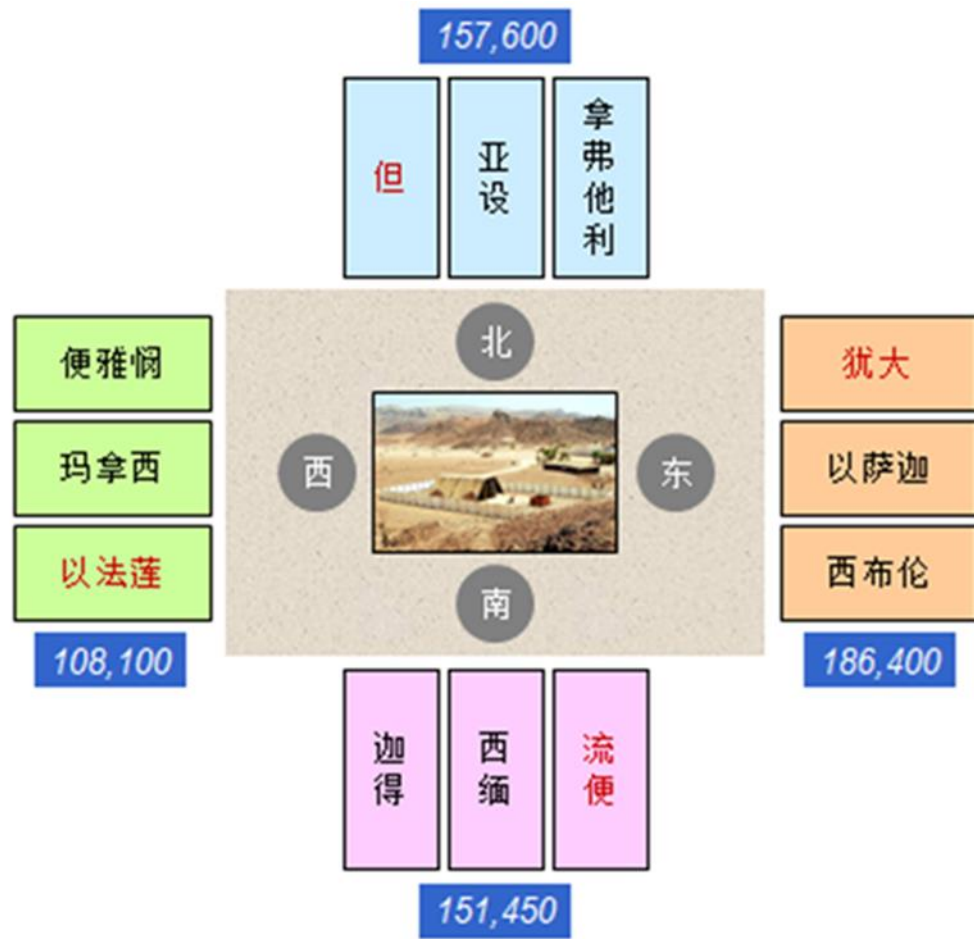 157,600
但
亚设
拿弗他利
北
便雅悯
玛拿西
以法莲
108,100
西
东
犹大
以萨迦
西布伦
186,400
南
迦得
西缅
流便
151,450